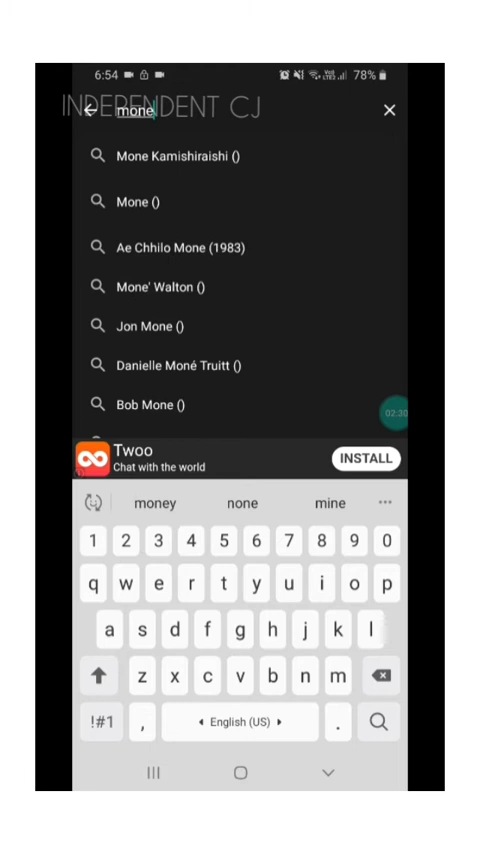 6:54
VoI) LTE1 78%
INDEPENDENT CJ
mone
Mone Kamishiraishi ()
Mone ()
Ae Chhilo Mone (1983)
Mone' Walton ()
Jon Mone ()
Danielle Moné Truitt ()
Bob Mone ()
02:30
Twoo
Chat with the world
INSTALL
money none mine
1 2 3 4 5 6 7 8 9 0
q w e r t y u i o p
a s d f g h j k l
z x c v b n m
!#1 , English (US) .